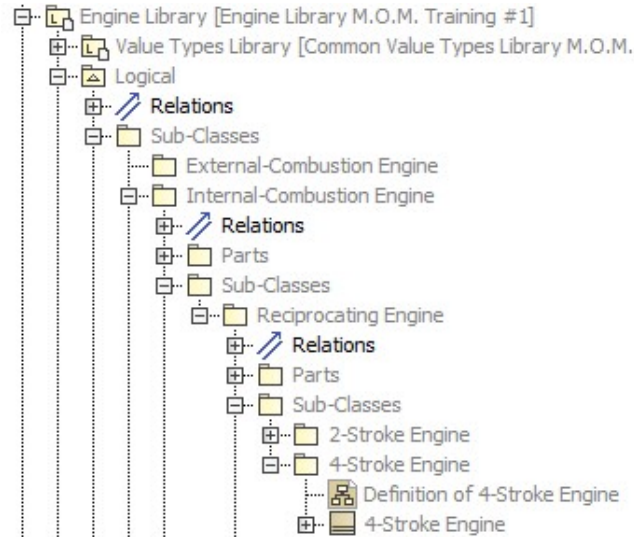 Engine Library [Engine Library M.O.M. Training #1]
Value Types Library [Common Value Types Library M.O.M.
Logical
Relations
Sub-Classes
External-Combustion Engine
Internal-Combustion Engine
Relations
Parts
Sub-Classes
Reciprocating Engine
Relations
Parts
Sub-Classes
2-Stroke Engine
4-Stroke Engine
Definition of 4-Stroke Engine
4-Stroke Engine